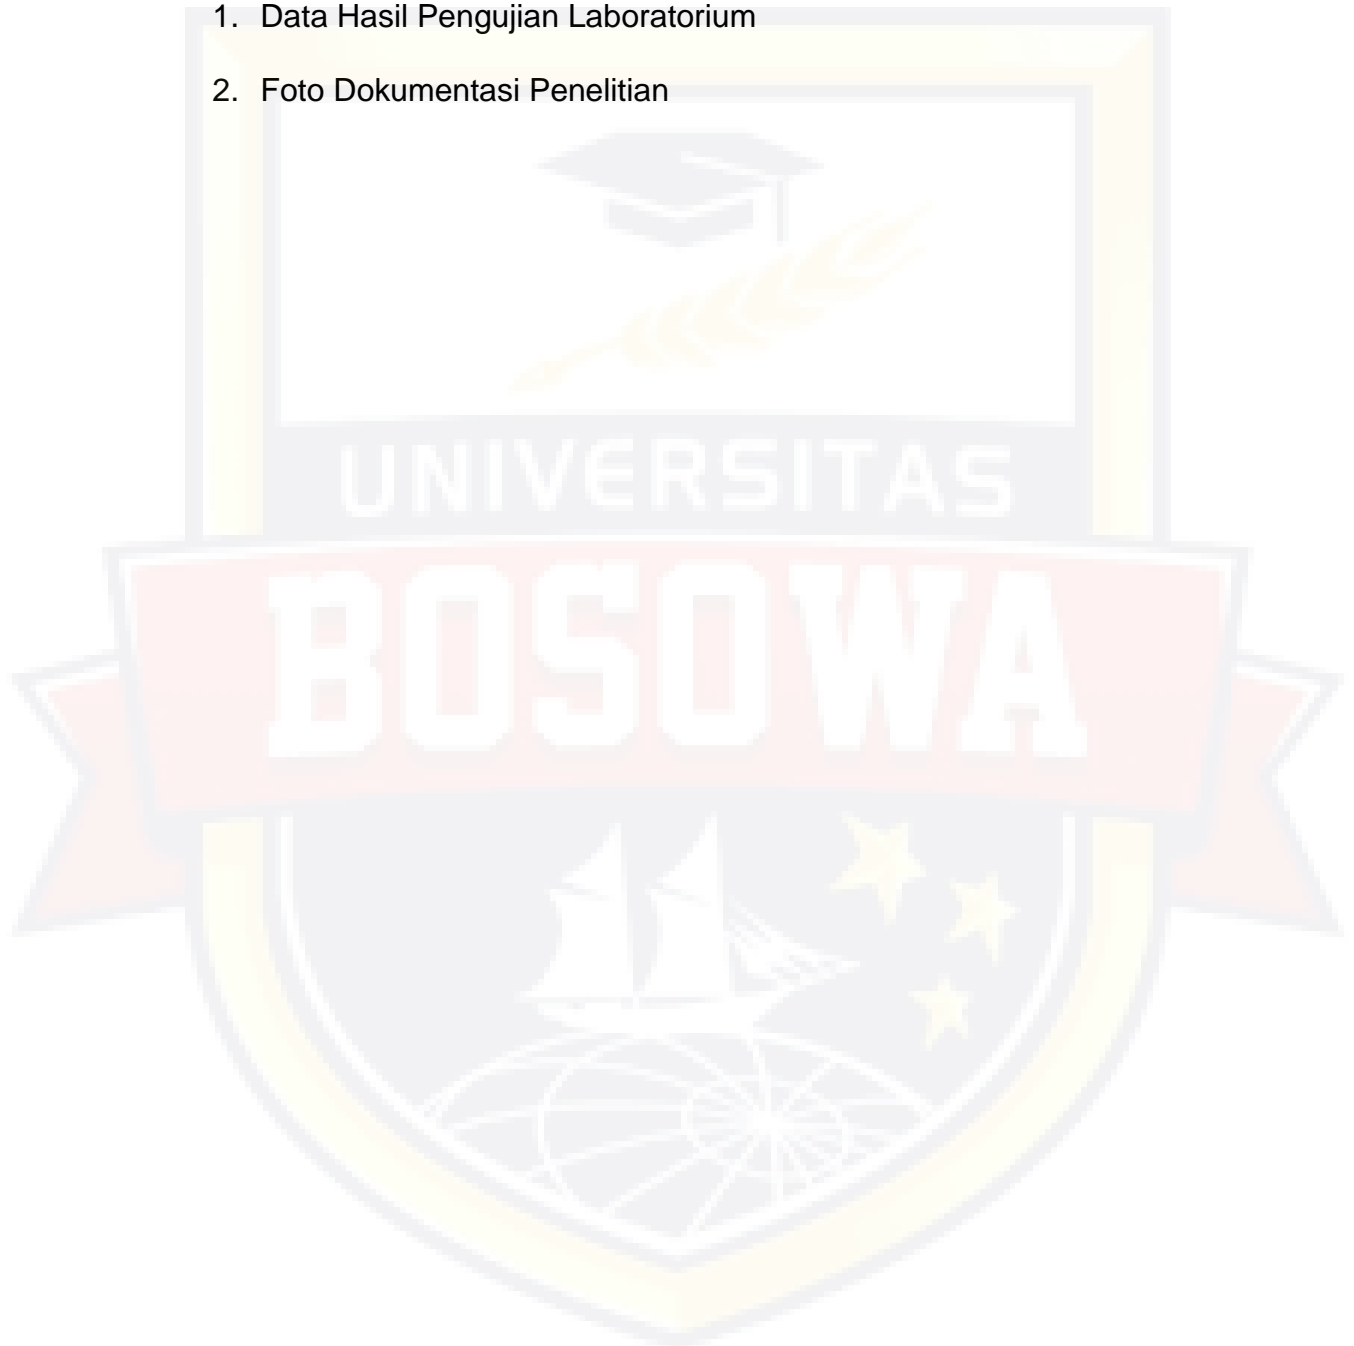 1. Data Hasil Pengujian Laboratorium
2. Foto Dokumentasi Penelitian
UNIVERSITAS
BOSOWA